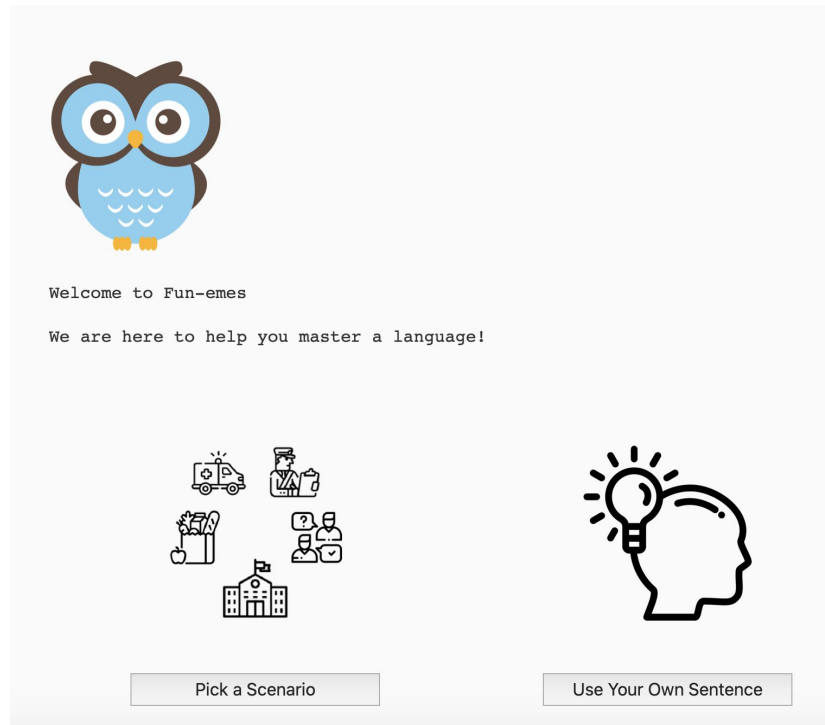 Welcome to Fun-emes
We are here to help you master a language!
?
Pick a Scenario
Use Your Own Sentence